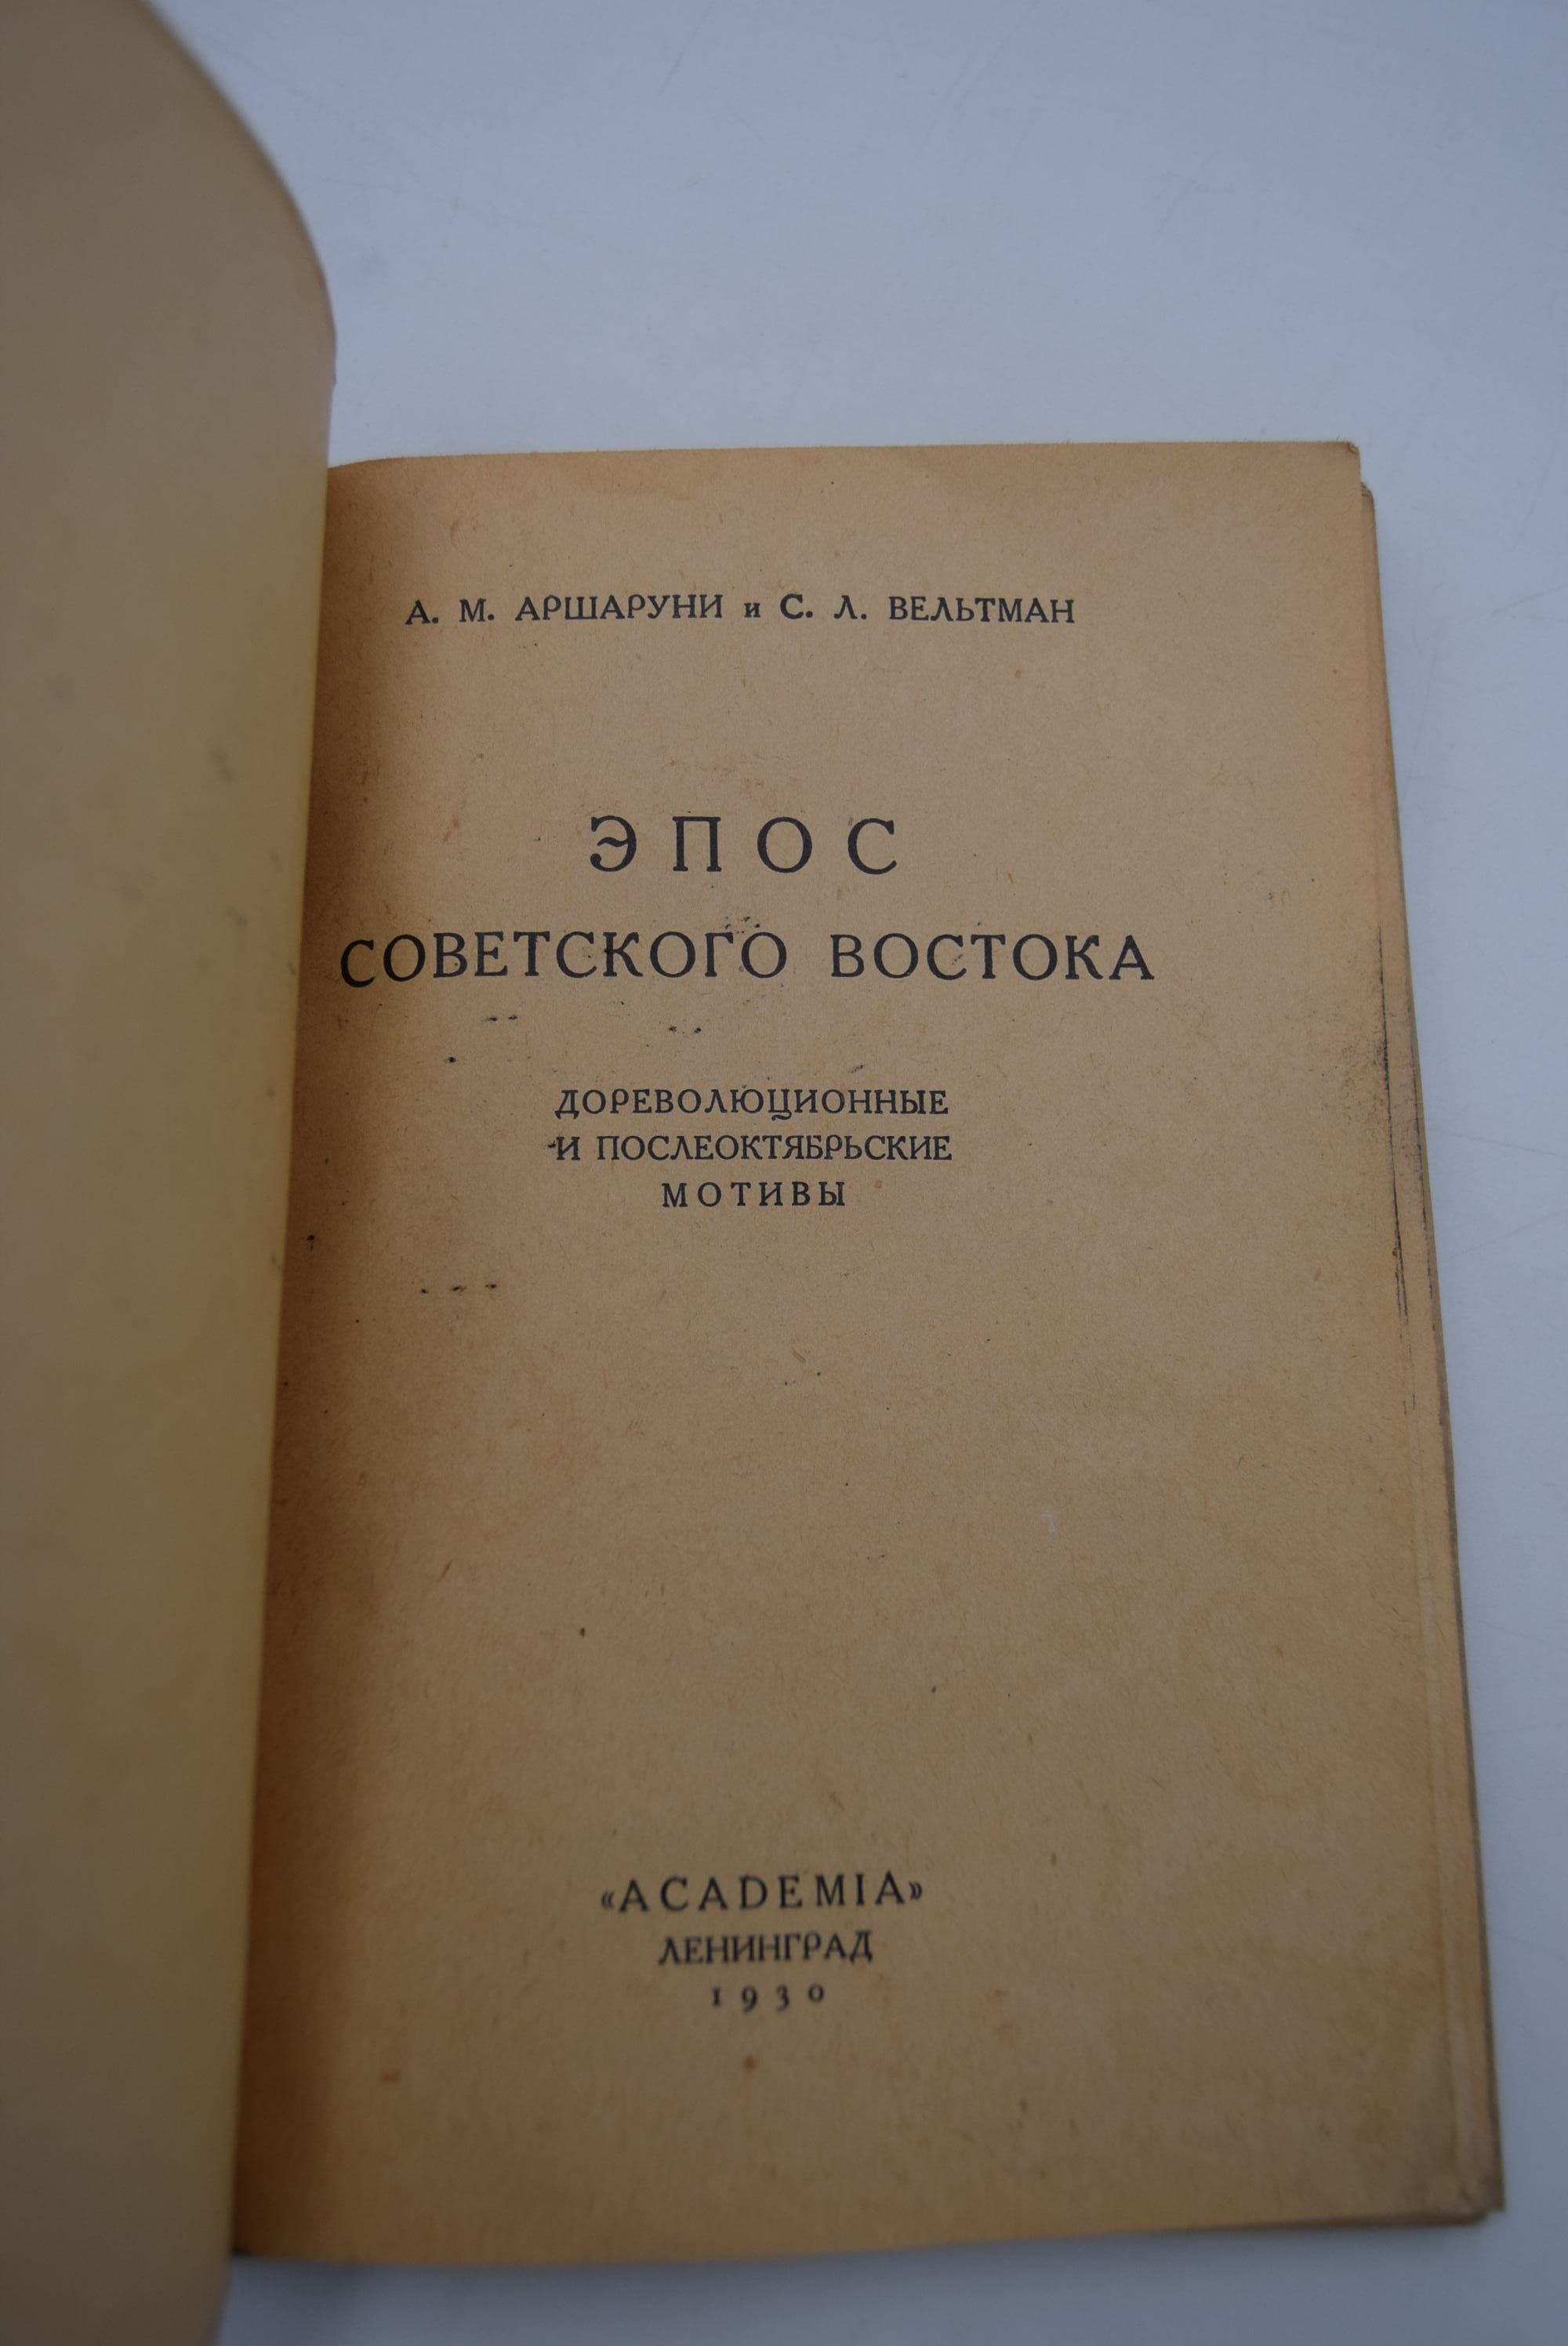 А. М. АРШАРУНИ и С. Л. ВЕЛЬТМАН
ЭПОС
СОВЕТСКОГО ВОСТОКА
ДОРЕВОЛЮЦИОННЫЕ
И ПОСЛЕОКТЯБРЬСКИЕ
МОТИВЫ
«ACADEMIA»
ЛЕНИНГРАД
1930